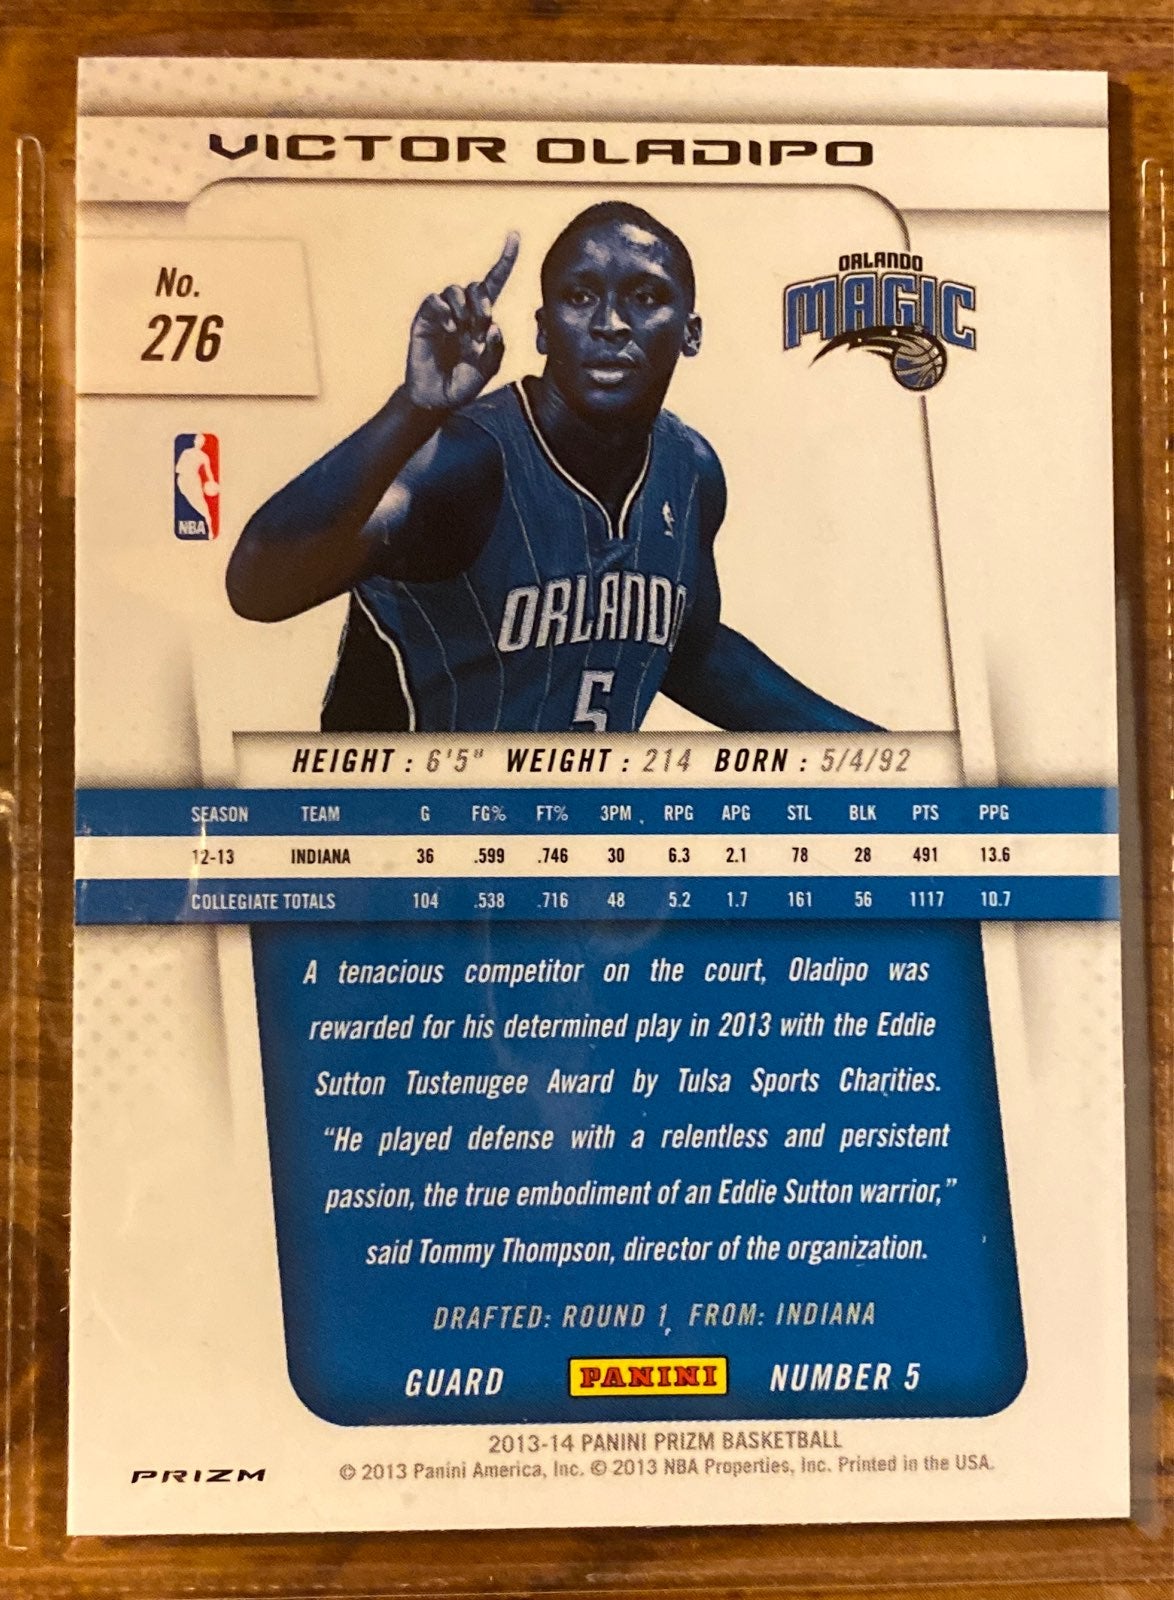 VICTOR OLADIPO
No.
276
ORLANDO
MAGIC
NBA
ORLANDO
5
HEIGHT : 6'5" WEIGHT : 214 BORN : 5/4/92
SEASON TEAM G FG% FT% 3PM RPG APG STL BLK PTS PPG
12-13 INDIANA 36 .599 .746 30 6.3 2.1 78 28 491 13.6
COLLEGIATE TOTALS 104 .538 .716 48 5.2 1.7 161 56 1117 10.7
A tenacious competitor on the court, Oladipo was
rewarded for his determined play in 2013 with the Eddie
Sutton Tustenugee Award by Tulsa Sports Charities.
“He played defense with a relentless and persistent
passion, the true embodiment of an Eddie Sutton warrior,”
said Tommy Thompson, director of the organization.
DRAFTED: ROUND 1, FROM: INDIANA
GUARD PANINI NUMBER 5
2013-14 PANINI PRIZM BASKETBALL
PRIZM © 2013 Panini America, Inc. © 2013 NBA Properties, Inc. Printed in the USA.